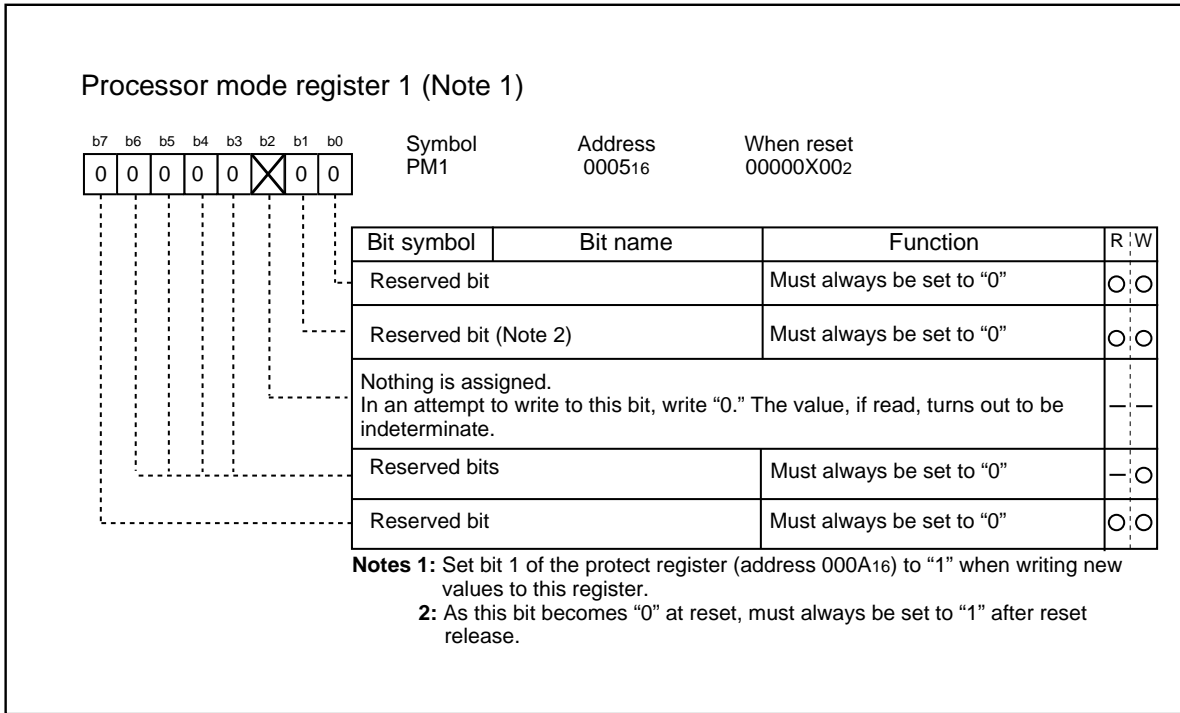 Processor mode register 1 (Note 1)
b7 b6 b5 b4 b3 b2 b1 b0
0 0 0 0 0 0 0
Symbol Address When reset
PM1 000516 00000X002
Bit symbol Bit name Function R W
Reserved bit Must always be set to “0”
Reserved bit (Note 2) Must always be set to “0”
Nothing is assigned.
In an attempt to write to this bit, write “0.” The value, if read, turns out to be
indeterminate.
Reserved bits Must always be set to “0”
Reserved bit Must always be set to “0”
Notes 1: Set bit 1 of the protect register (address 000A16) to “1” when writing new
values to this register.
2: As this bit becomes “0” at reset, must always be set to “1” after reset
release.